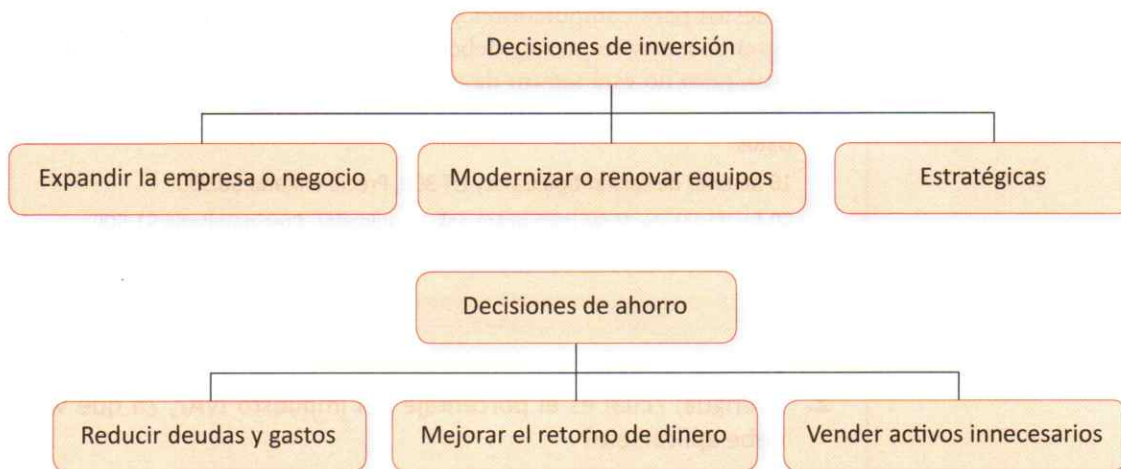 Decisiones de inversión
Expandir la empresa o negocio
Modernizar o renovar equipos
Estratégicas
Decisiones de ahorro
Reducir deudas y gastos
Mejorar el retorno de dinero
Vender activos innecesarios